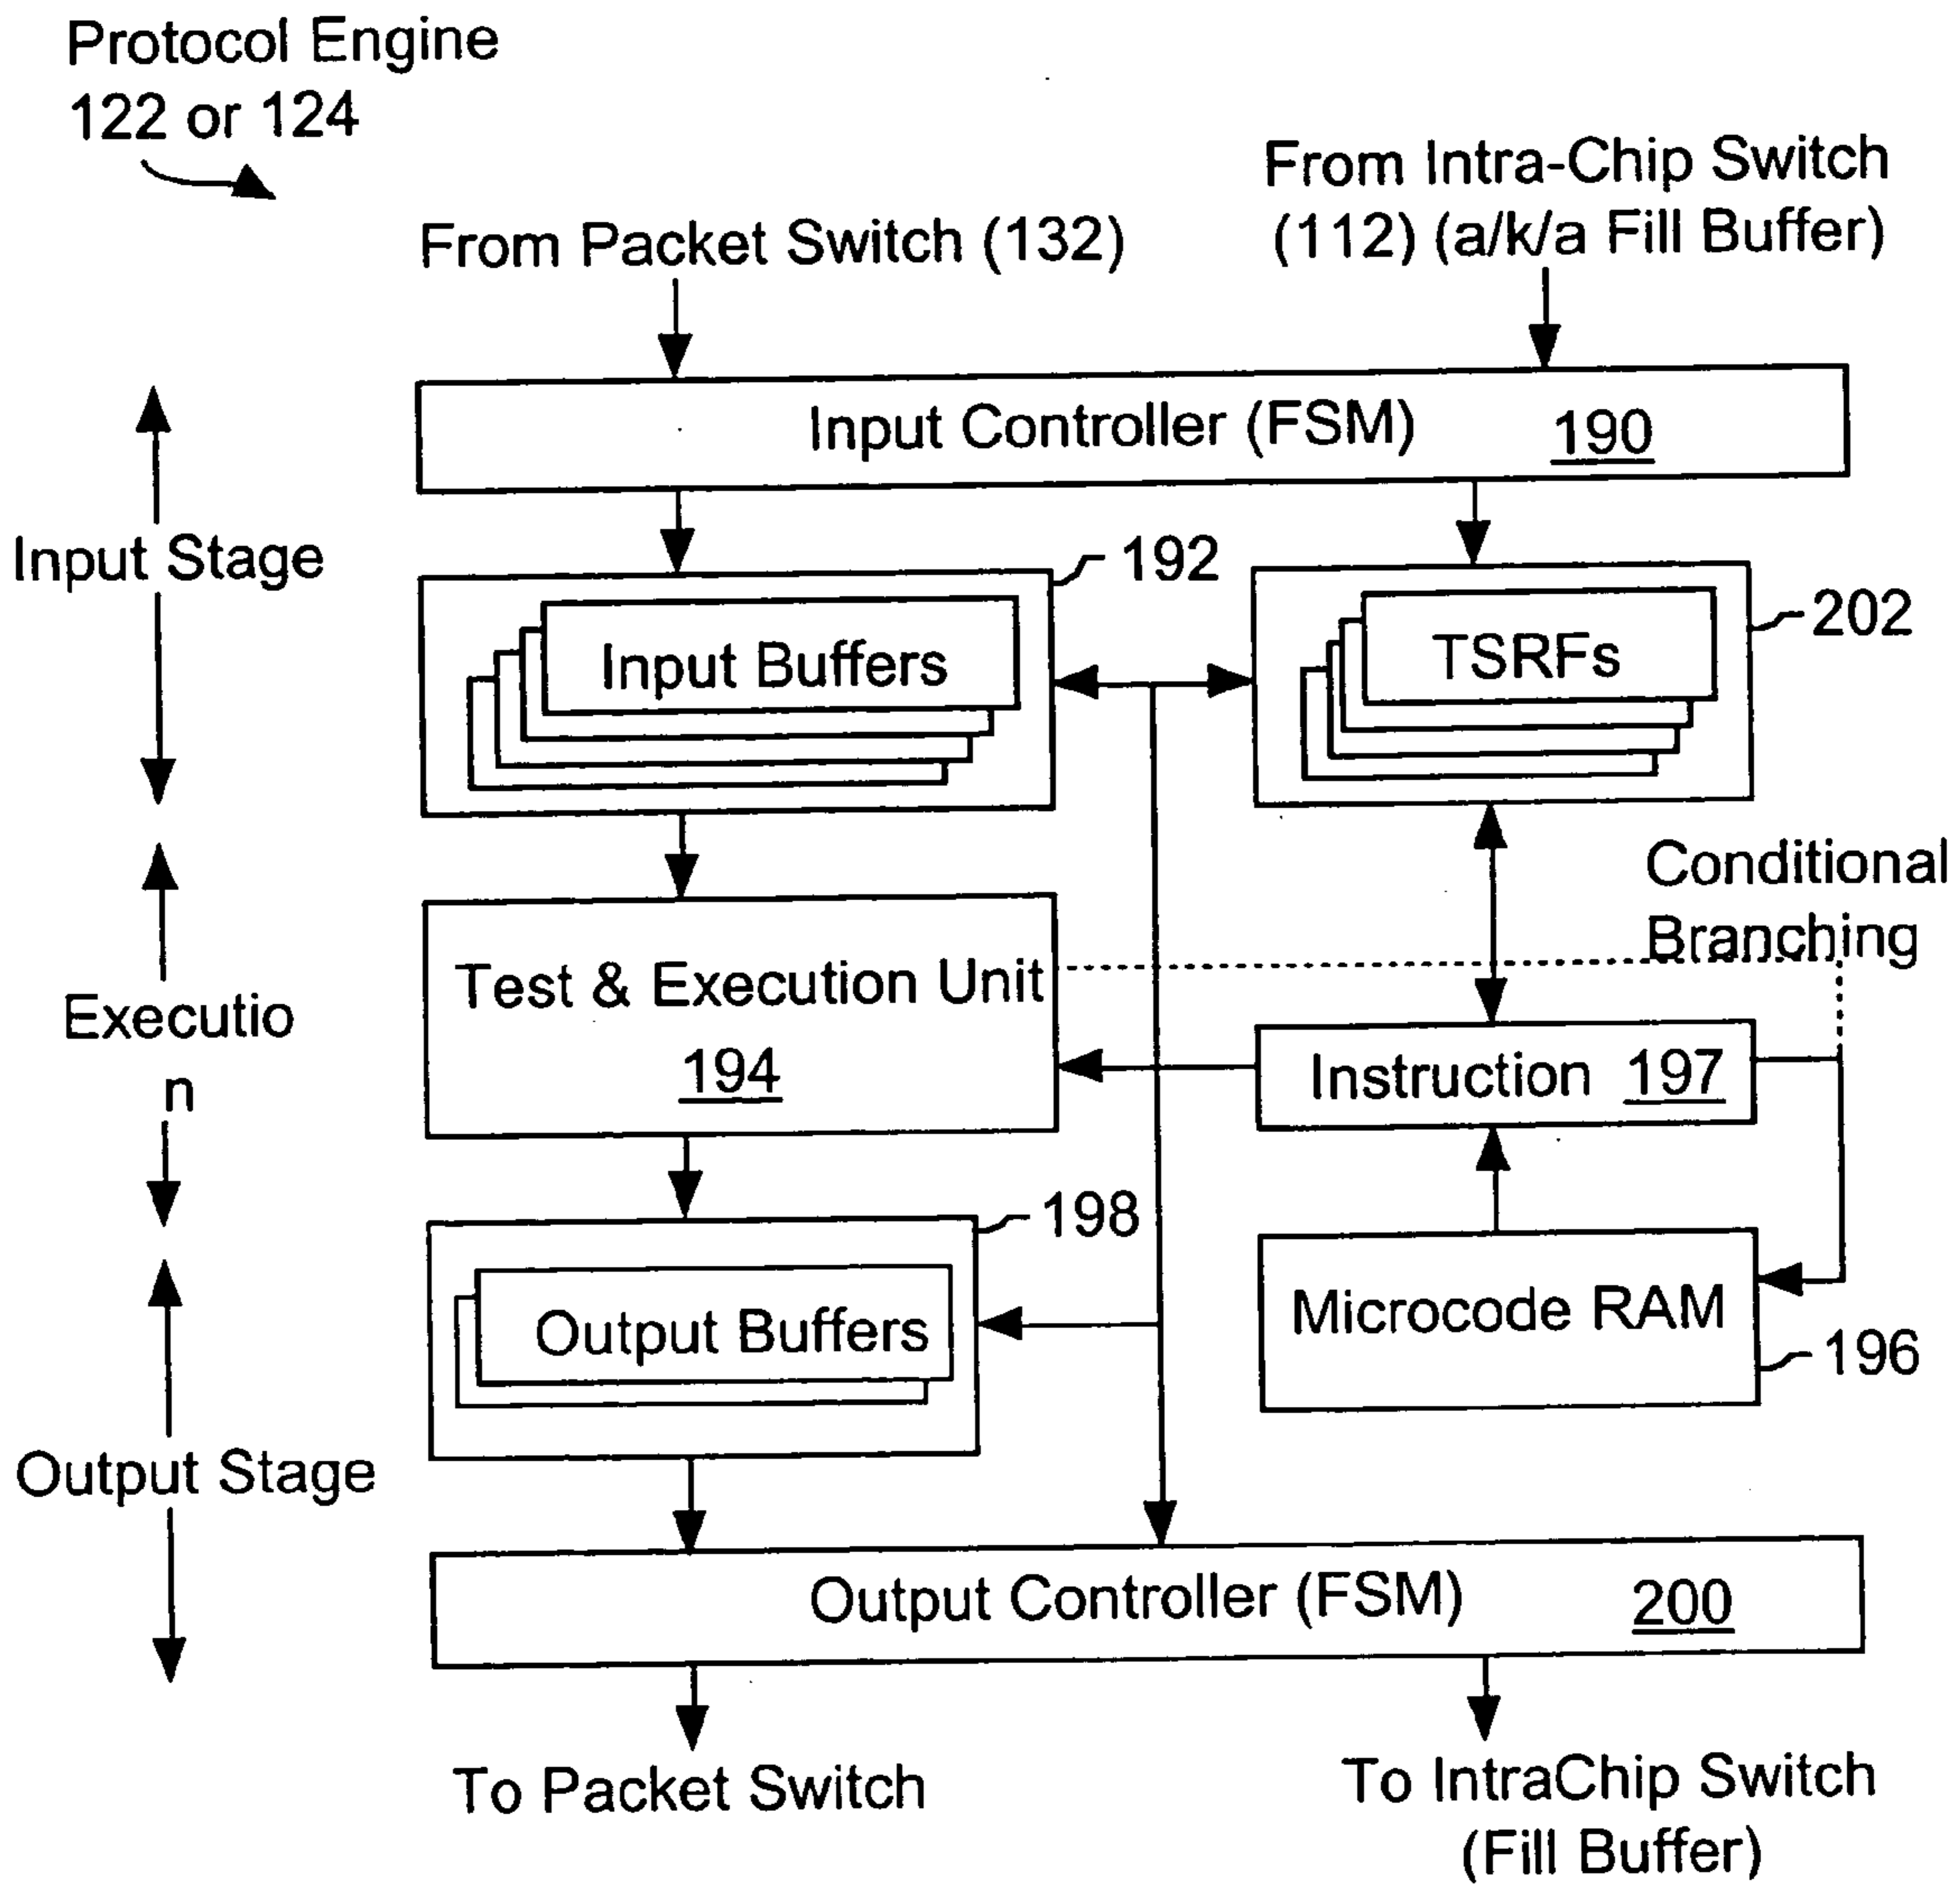 Protocol Engine
122 or 124
From Intra-Chip Switch
(112) (a/k/a Fill Buffer)
From Packet Switch (132)
Input Controller (FSM) 190
Input Stage
192
Input Buffers
202
TSRFs
Conditional
Branching
Test & Execution Unit
194
Executio
n
Instruction 197
198
Output Buffers
Microcode RAM
196
Output Stage
Output Controller (FSM) 200
To Packet Switch
To IntraChip Switch
(Fill Buffer)